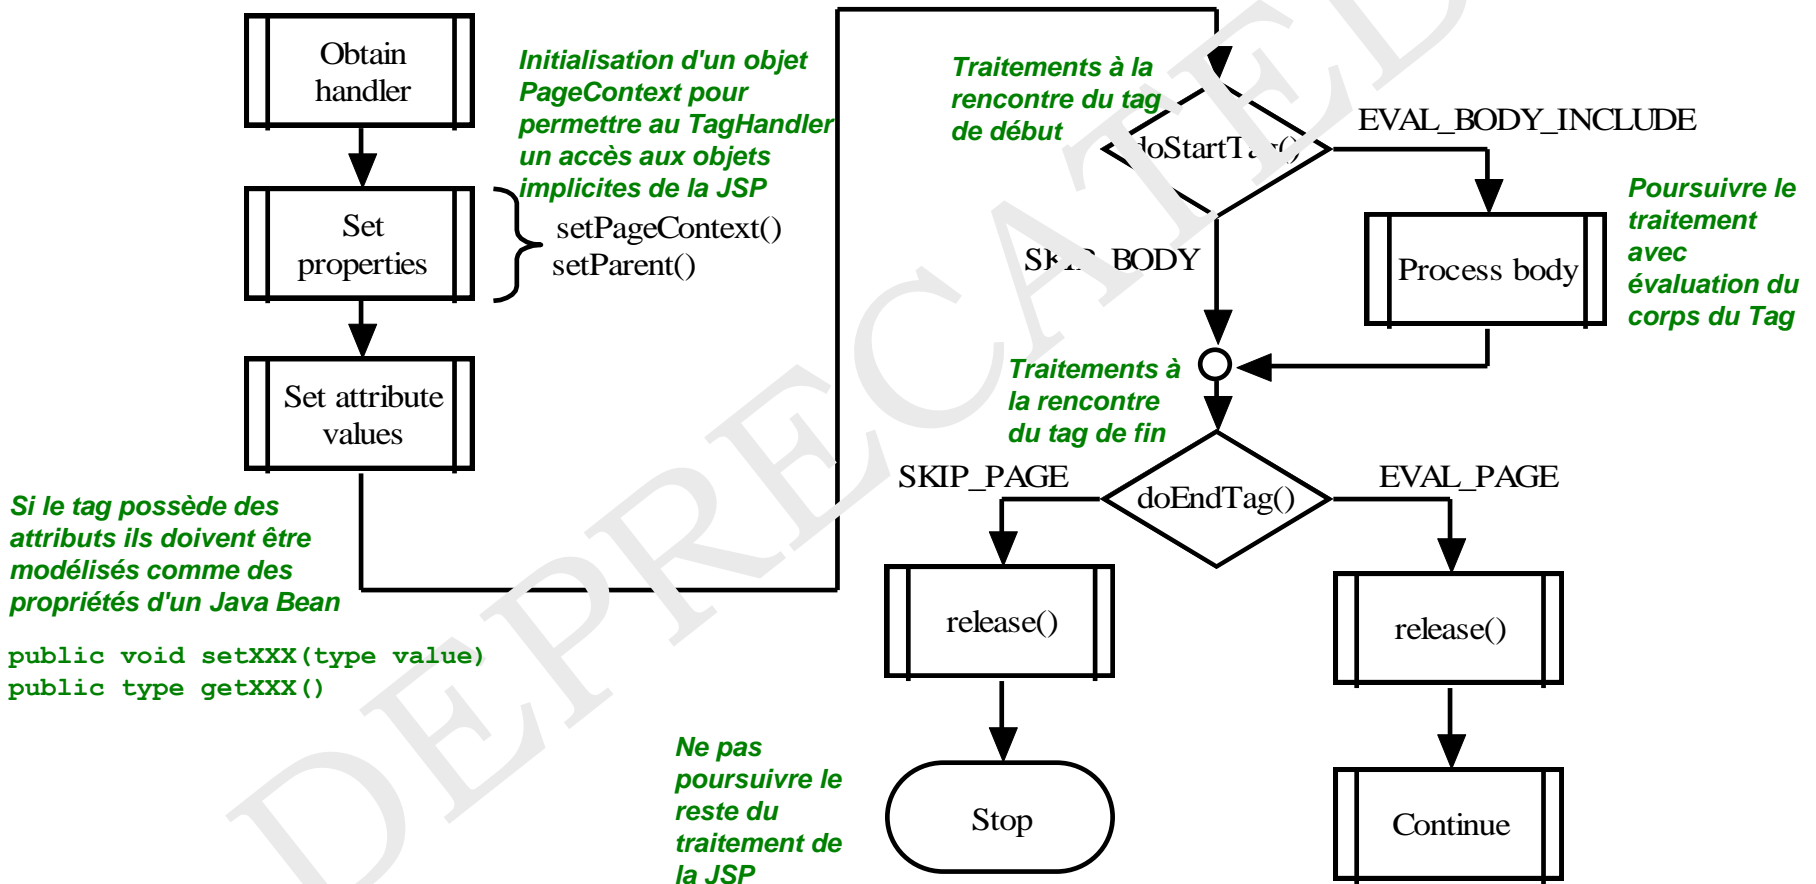 Obtain
handler
Initialisation d'un objet
PageContext pour
permettre au TagHandler
un accès aux objets
implicites de la JSP
Set
properties
setPageContext()
setParent()
Set attribute
values
Si le tag possède des
attributs ils doivent être
modélisés comme des
propriétés d'un Java Bean
public void setXXX(type value)
public type getXXX()
Traitements à la
rencontre du tag
de début
doStartTag()
EVAL_BODY_INCLUDE
SKIP_BODY
Process body
Poursuivre le
traitement
avec
évaluation du
corps du Tag
Traitements à
la rencontre
du tag de fin
doEndTag()
SKIP_PAGE
EVAL_PAGE
release()
release()
Ne pas
poursuivre le
reste du
traitement de
la JSP
Stop
Continue
DEPRECATED